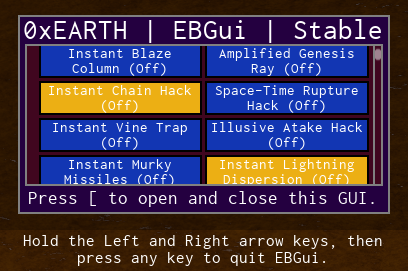 0xEARTH | EBGui | Stable
Instant Blaze
Column (Off)
Amplified Genesis
Ray (Off)
Instant Chain Hack
(Off)
Space-Time Rupture
Hack (Off)
Instant Vine Trap
(Off)
Illusive Atake Hack
(Off)
Instant Murky
Missiles (Off)
Instant Lightning
Dispersion (Off)
Press [ to open and close this GUI.
Hold the Left and Right arrow keys, then
press any key to quit EBGui.